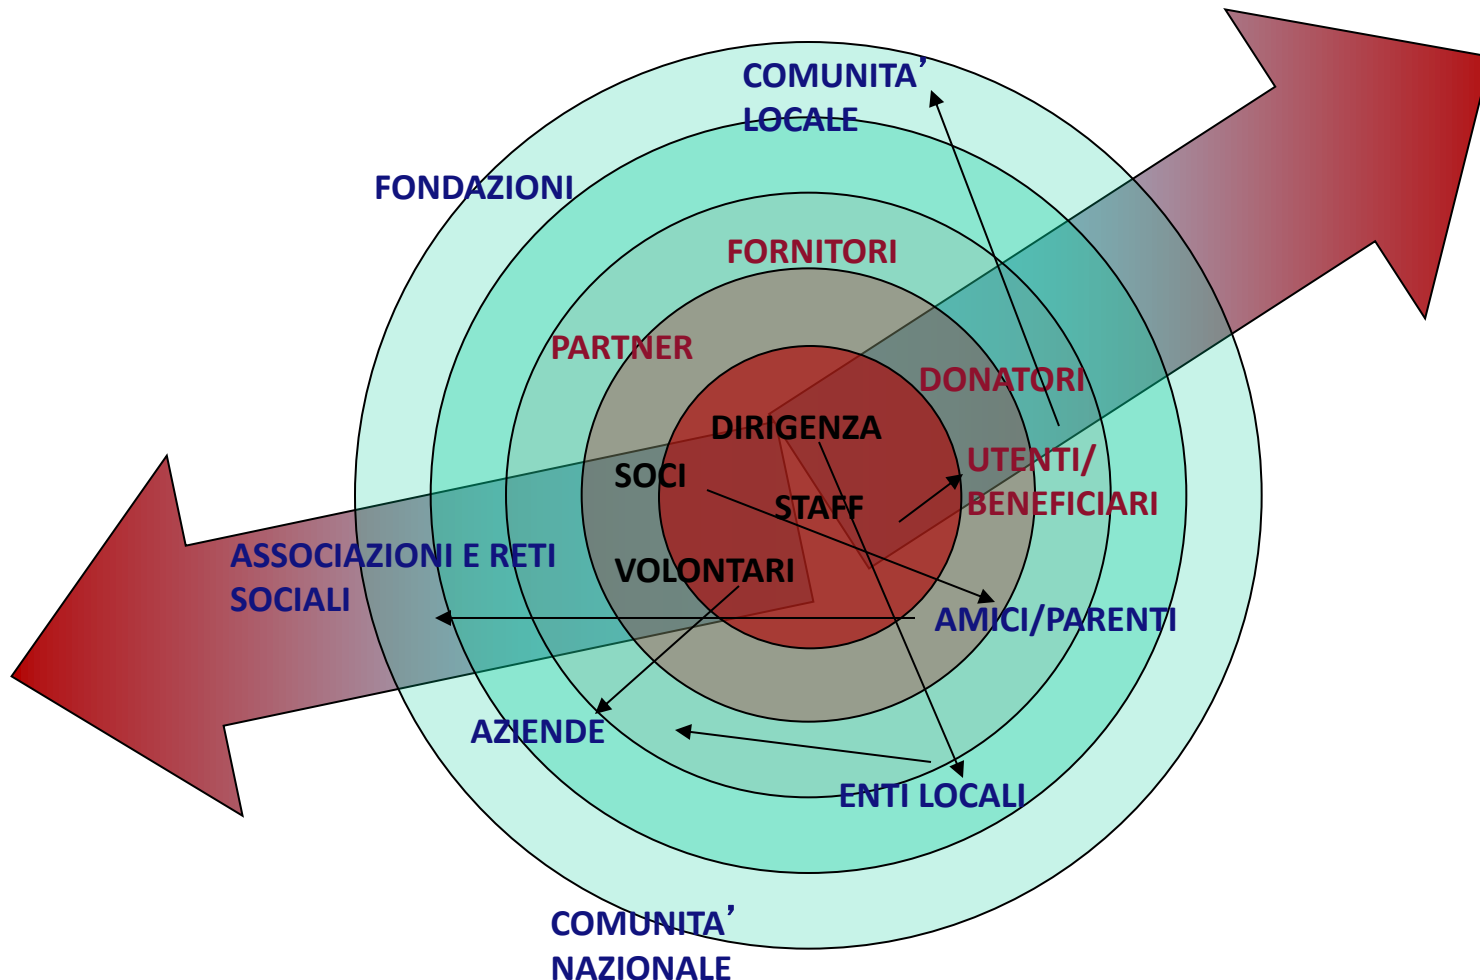 COMUNITA’
LOCALE
FONDAZIONI
FORNITORI
PARTNER
DONATORI
DIRIGENZA
SOCI
UTENTI/
BENEFICIARI
STAFF
ASSOCIAZIONI E RETI
SOCIALI
VOLONTARI
AMICI/PARENTI
AZIENDE
ENTI LOCALI
COMUNITA’
NAZIONALE